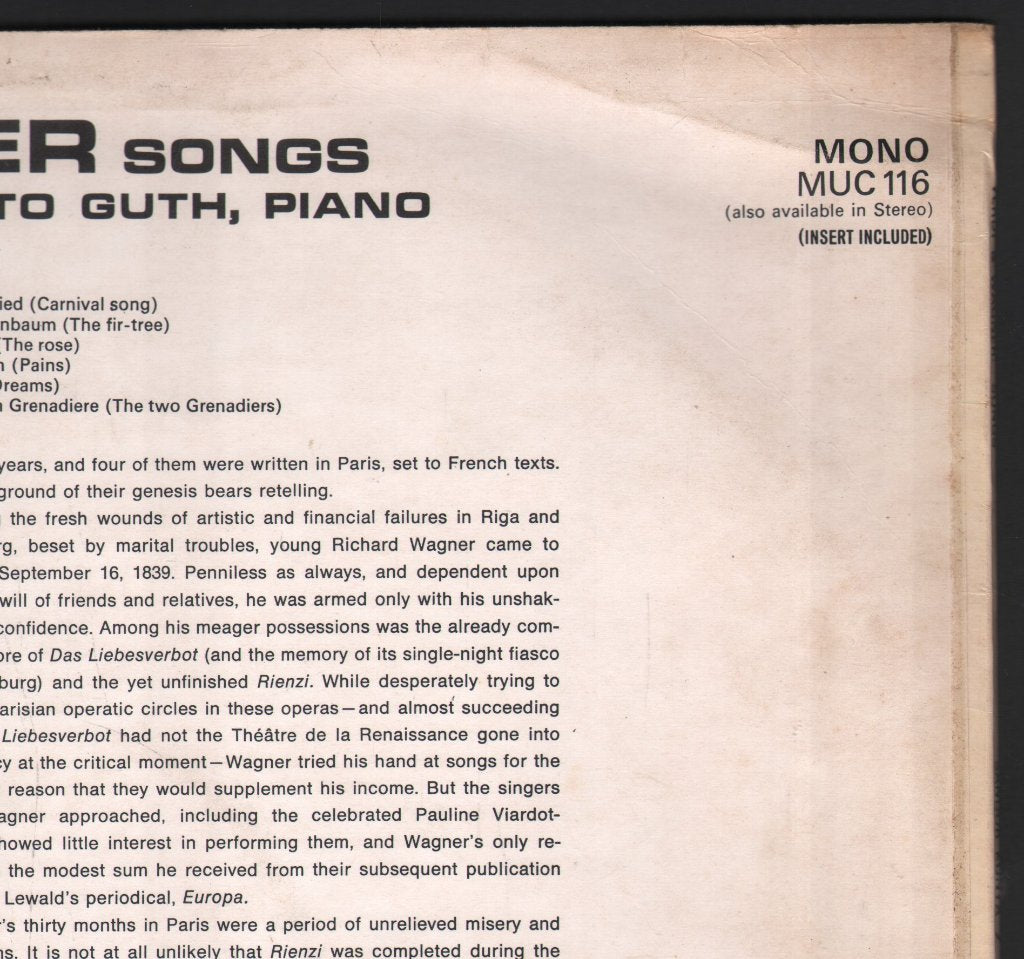 ER SONGS
TO GUTH, PIANO
MONO
MUC 116
(also available in Stereo)
(INSERT INCLUDED)
ied (Carnival song)
nbaum (The fir-tree)
(The rose)
n (Pains)
Dreams)
n Grenadiere (The two Grenadiers)
years, and four of them were written in Paris, set to French texts.
ground of their genesis bears retelling.
g the fresh wounds of artistic and financial failures in Riga and
rg, beset by marital troubles, young Richard Wagner came to
September 16, 1839. Penniless as always, and dependent upon
will of friends and relatives, he was armed only with his unshak-
confidence. Among his meager possessions was the already com-
ore of Das Liebesverbot (and the memory of its single-night fiasco
burg) and the yet unfinished Rienzi. While desperately trying to
arisian operatic circles in these operas—and almost succeeding
Liebesverbot had not the Théâtre de la Renaissance gone into
cy at the critical moment—Wagner tried his hand at songs for the
reason that they would supplement his income. But the singers
agner approached, including the celebrated Pauline Viardot-
howed little interest in performing them, and Wagner's only re-
the modest sum he received from their subsequent publication
Lewald's periodical, Europa.
r's thirty months in Paris were a period of unrelieved misery and
ns. It is not at all unlikely that Rienzi was completed during the